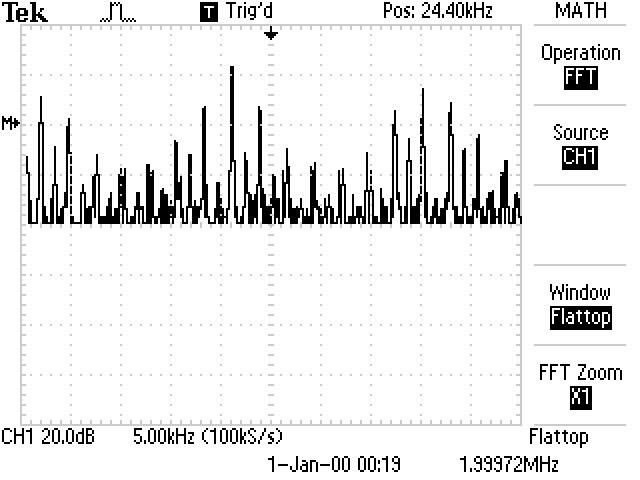 Tek T Trig'd Pos: 24.40kHz MATH
Operation
FFT
M
Source
CH1
Window
Flattop
FFT Zoom
X1
CH1 20.0dB 5.00kHz (100kS/s) Flattop
1-Jan-00 00:19 1.99972MHz